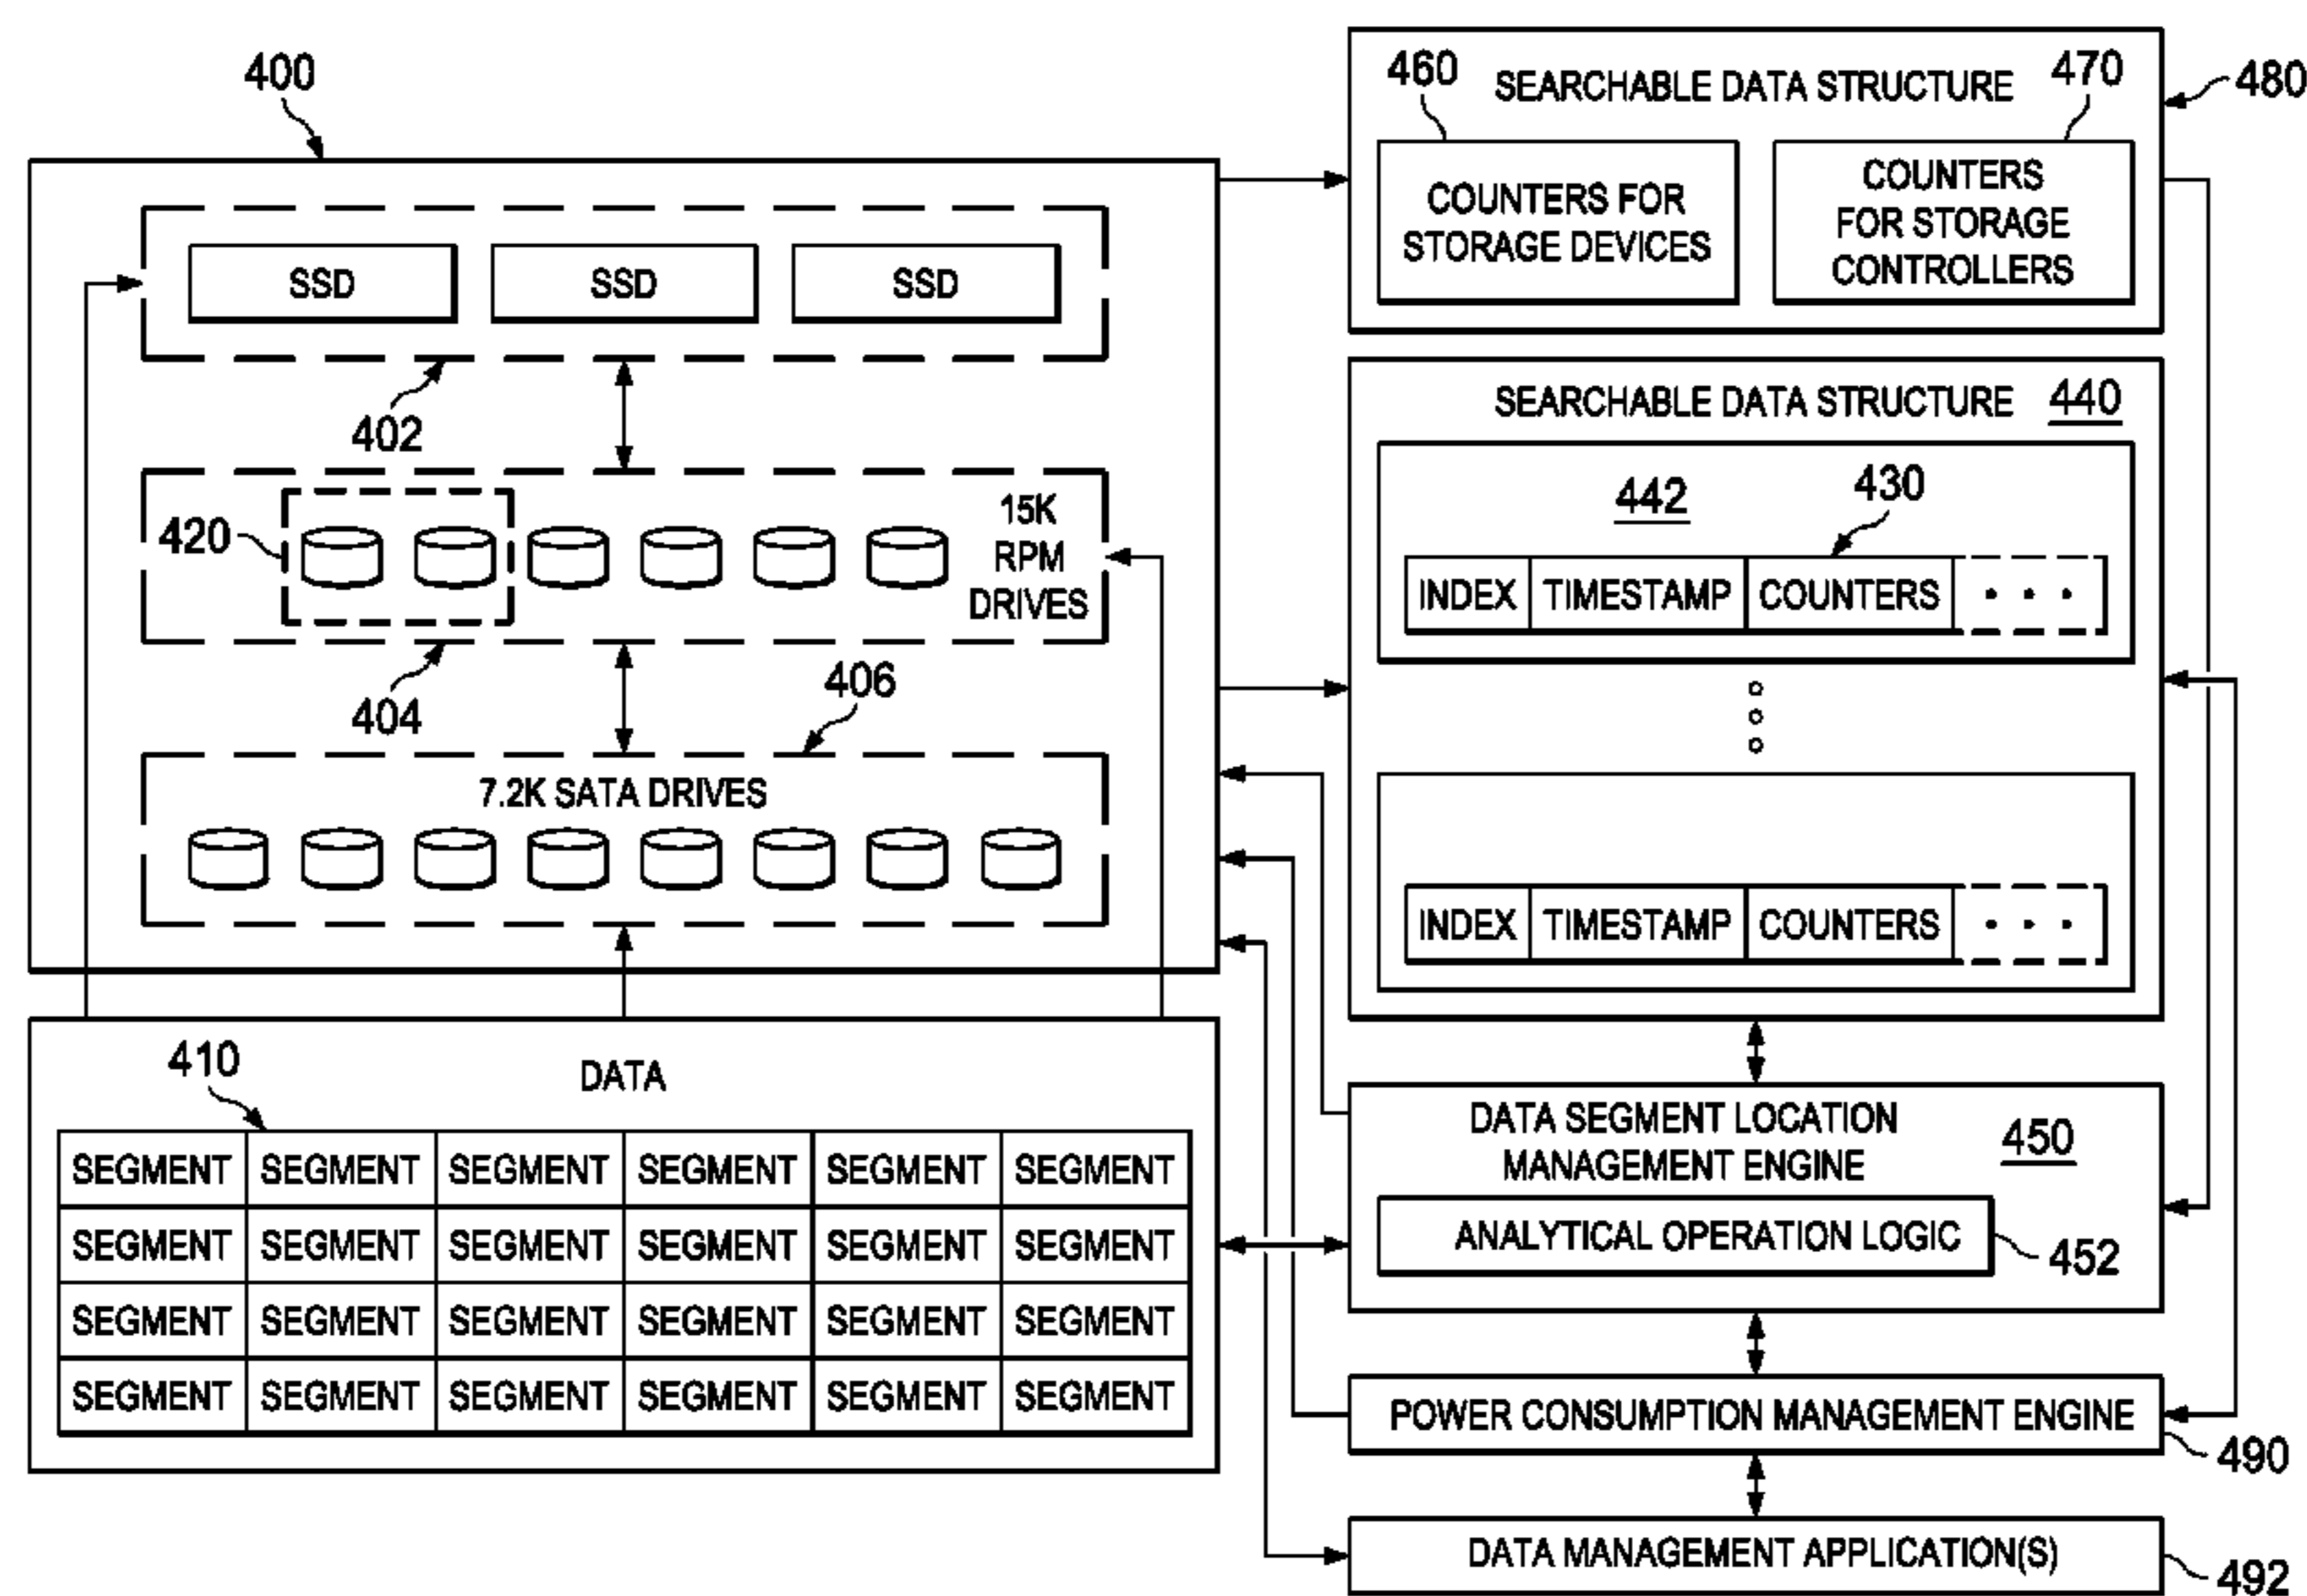 400
SSD
SSD
SSD
402
420
15K
RPM
DRIVES
404
406
7.2K SATA DRIVES
410
DATA
SEGMENT SEGMENT SEGMENT SEGMENT SEGMENT SEGMENT
SEGMENT SEGMENT SEGMENT SEGMENT SEGMENT SEGMENT
SEGMENT SEGMENT SEGMENT SEGMENT SEGMENT SEGMENT
SEGMENT SEGMENT SEGMENT SEGMENT SEGMENT SEGMENT
460
SEARCHABLE DATA STRUCTURE
470
480
COUNTERS FOR
STORAGE DEVICES
COUNTERS
FOR STORAGE
CONTROLLERS
SEARCHABLE DATA STRUCTURE 440
442
430
INDEX TIMESTAMP COUNTERS • • •
INDEX TIMESTAMP COUNTERS • • •
DATA SEGMENT LOCATION
MANAGEMENT ENGINE
450
ANALYTICAL OPERATION LOGIC
452
POWER CONSUMPTION MANAGEMENT ENGINE
490
DATA MANAGEMENT APPLICATION(S)
492